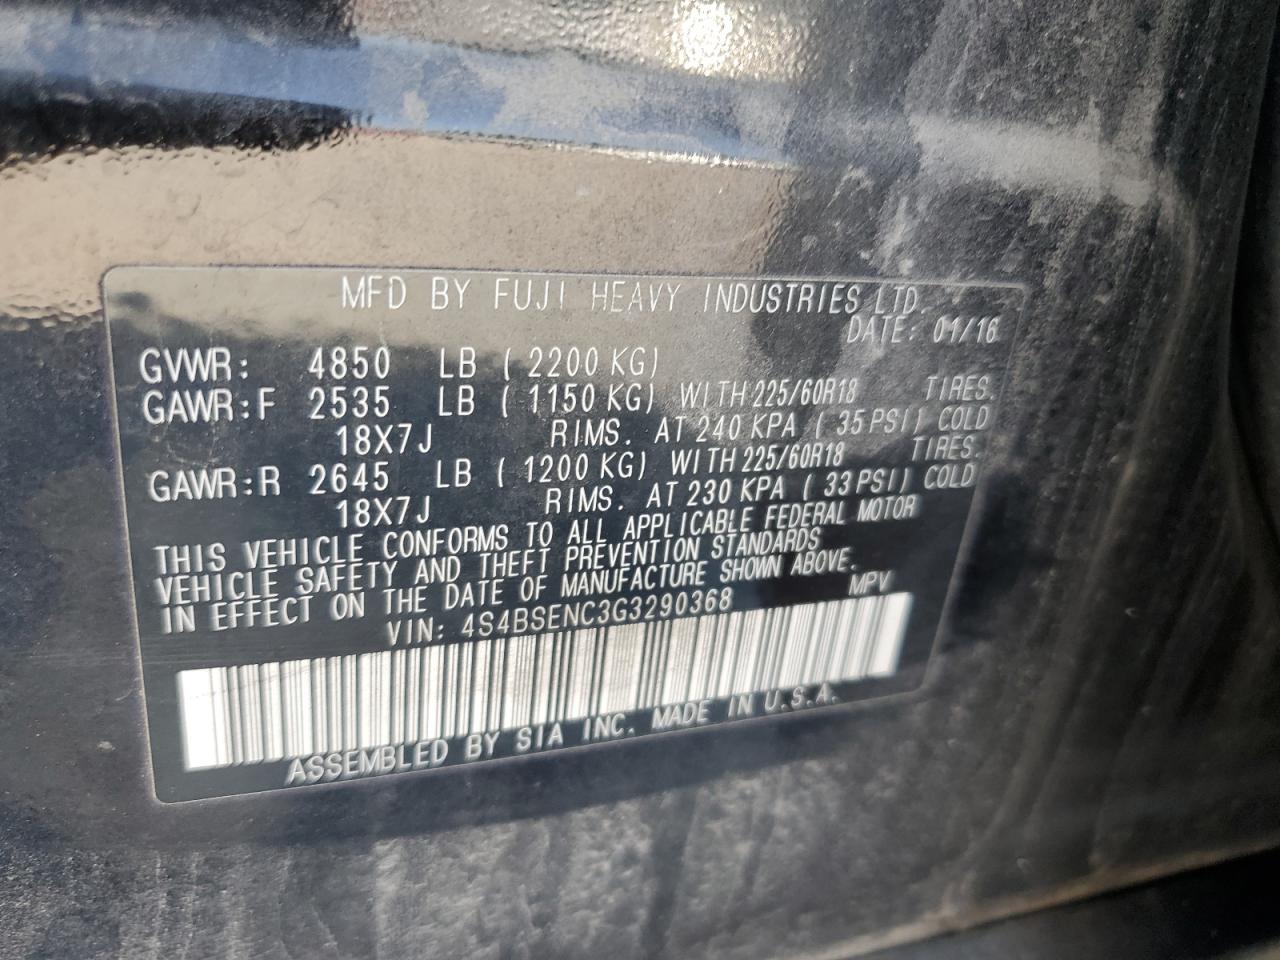 MFD BY FUJI HEAVY INDUSTRIES LTD.
DATE: 01/16
GVWR: 4850 LB (2200 KG)
GAWR:F 2535 LB (1150 KG) WITH 225/60R18 TIRES.
18X7J RIMS. AT 240 KPA (35 PSI) COLD
GAWR:R 2645 LB (1200 KG) WITH 225/60R18 TIRES.
18X7J RIMS. AT 230 KPA (33 PSI) COLD
THIS VEHICLE CONFORMS TO ALL APPLICABLE FEDERAL MOTOR
VEHICLE SAFETY AND THEFT PREVENTION STANDARDS
IN EFFECT ON THE DATE OF MANUFACTURE SHOWN ABOVE.
VIN: 4S4BSENC3G3290368 MPV
ASSEMBLED BY SIA INC. MADE IN U.S.A.